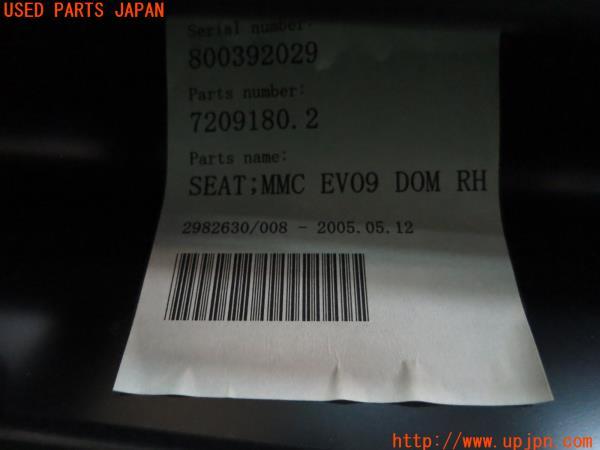 USED PARTS JAPAN
Serial number:
800392029
Parts number:
7209180.2
Parts name:
SEAT;MMC EVO9 DOM RH
2982630/008 - 2005.05.12
http://www.upjpn.com/